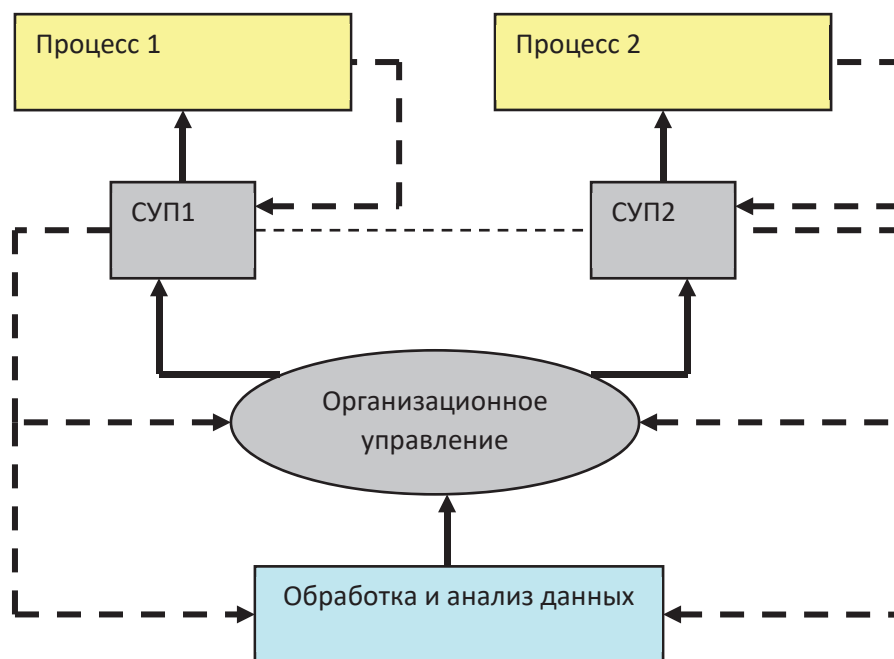 Процесс 1
Процесс 2
СУП1
СУП2
Организационное
управление
Обработка и анализ данных